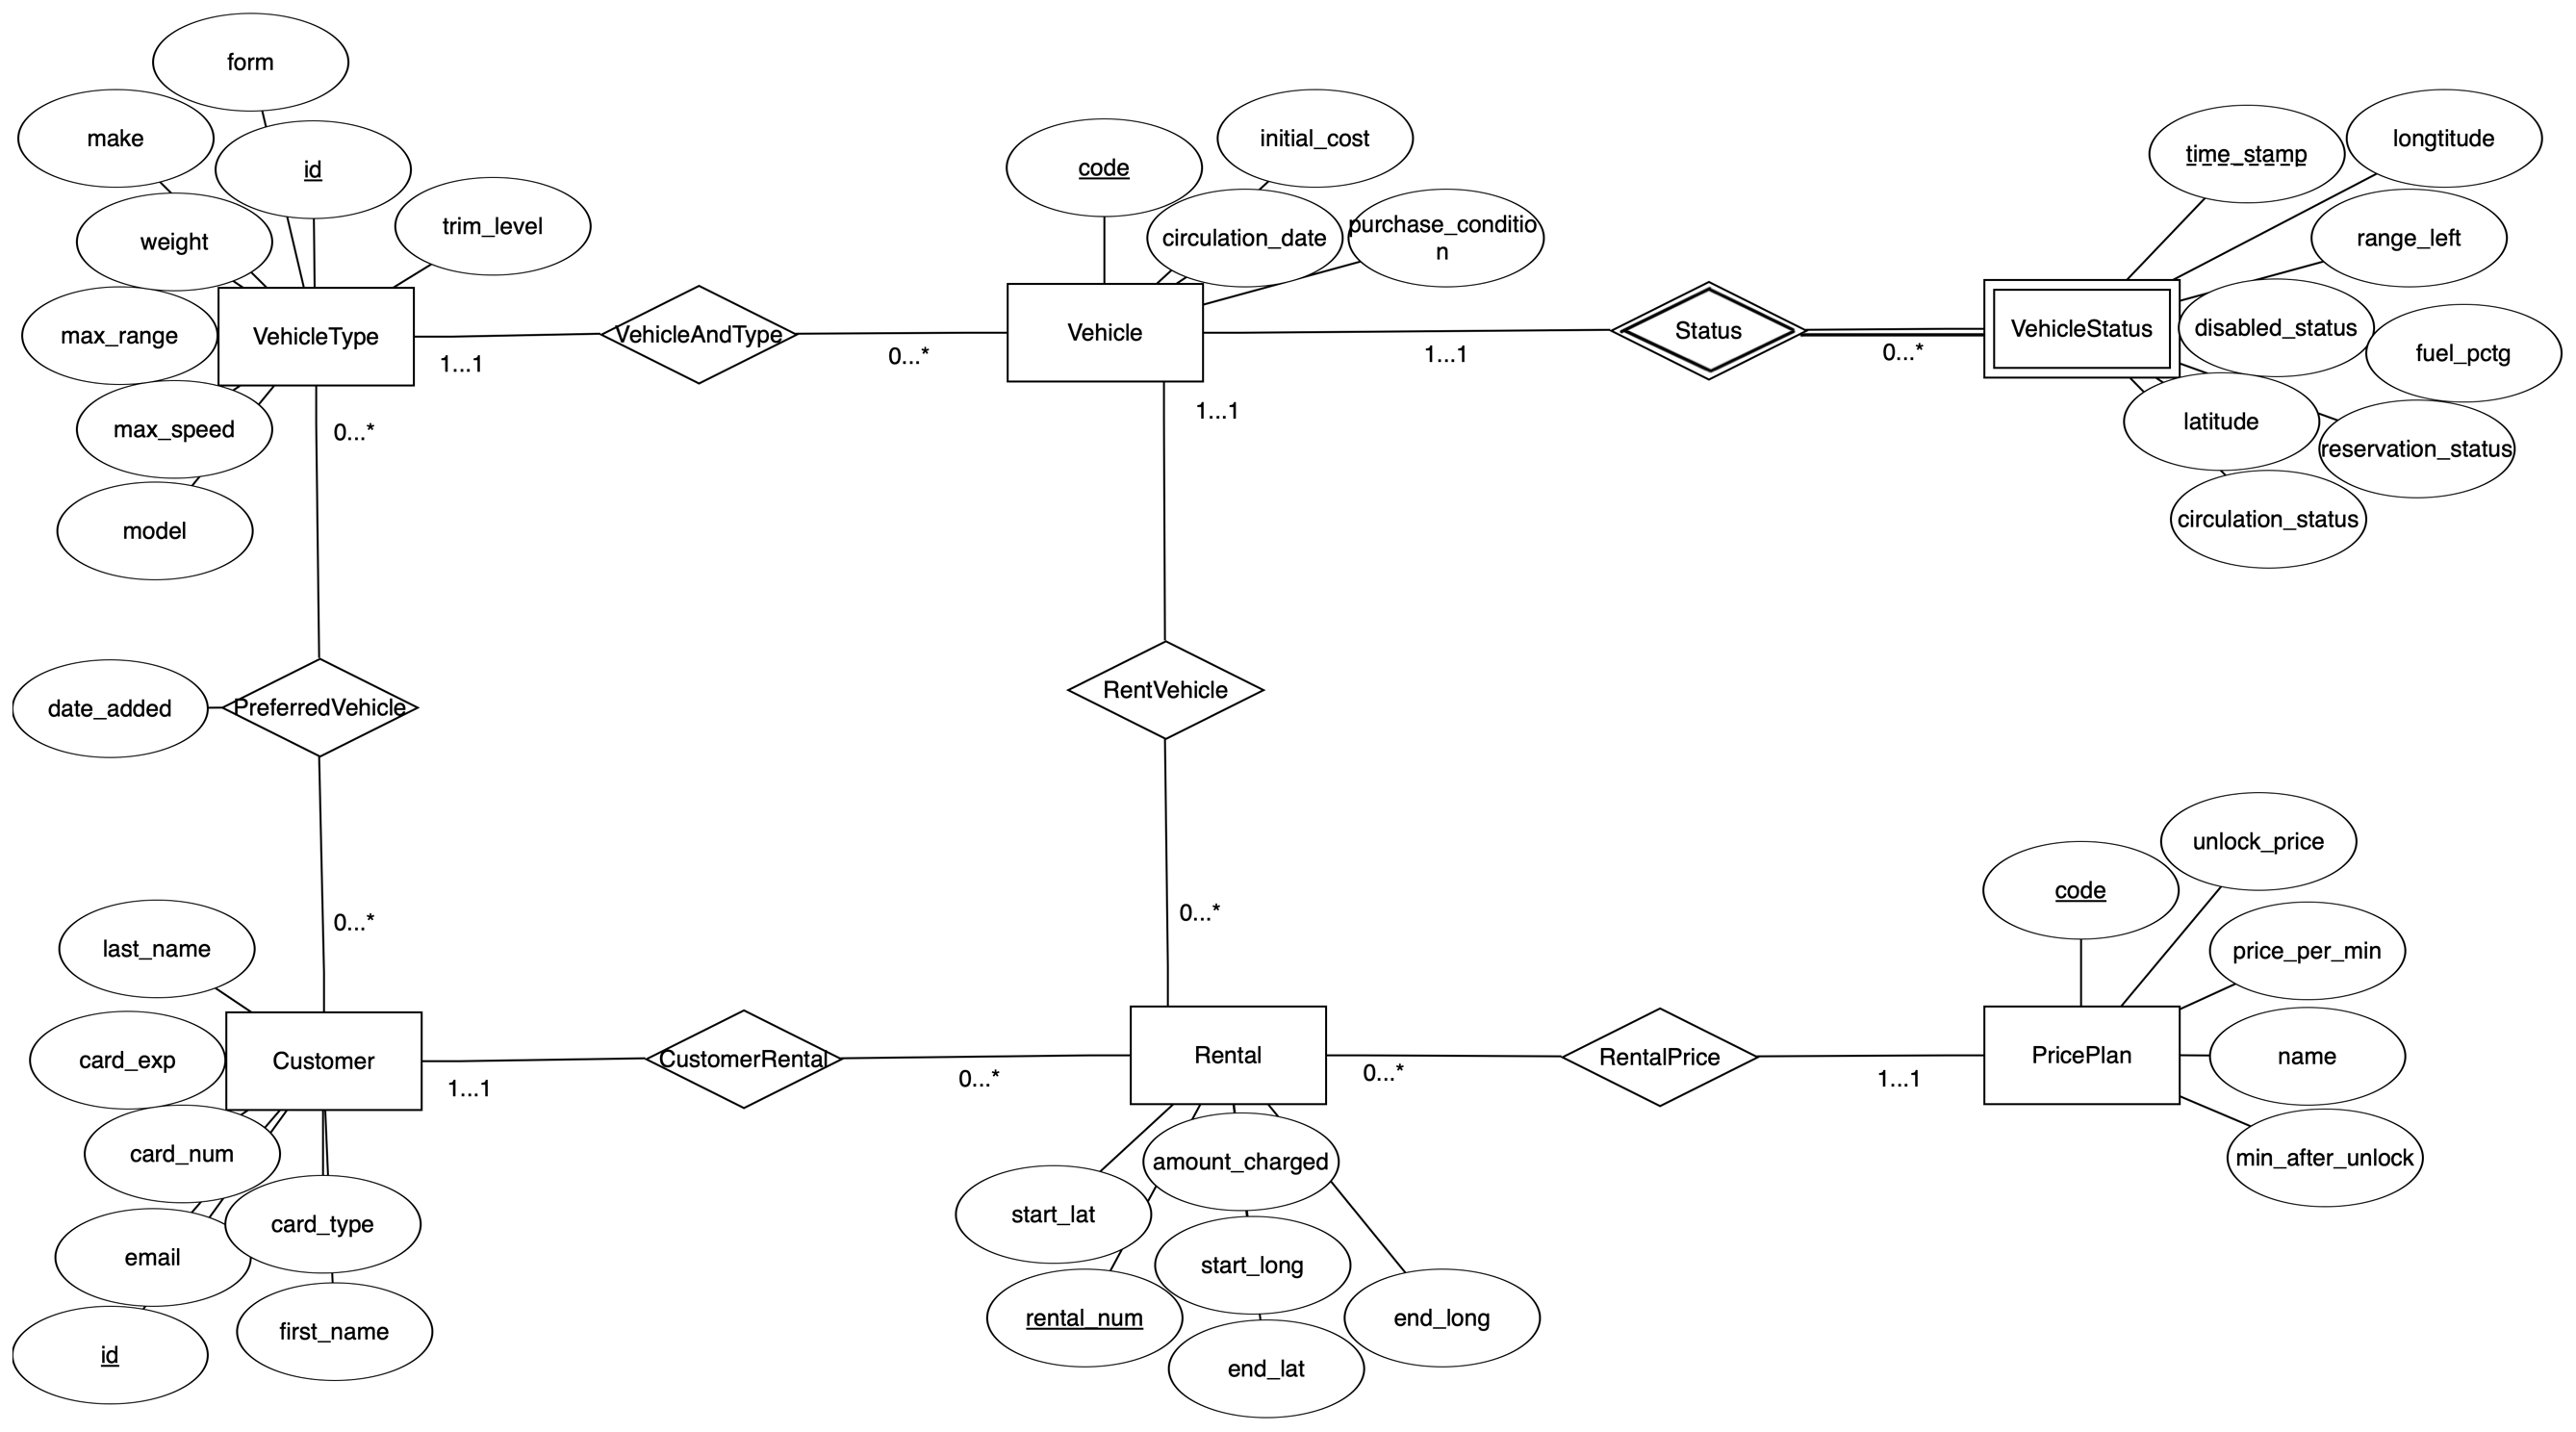 form
make
id
weight
trim_level
max_range
VehicleType
1...1
max_speed
0...*
model
VehicleAndType
0...*
code
initial_cost
circulation_date
purchase_conditio
n
Vehicle
1...1
1...1
Status
0...*
time_stamp
longtitude
range_left
VehicleStatus
disabled_status
fuel_pctg
latitude
reservation_status
circulation_status
date_added
PreferredVehicle
0...*
RentVehicle
0...*
last_name
card_exp
Customer
1...1
card_num
card_type
email
first_name
id
CustomerRental
0...*
Rental
0...*
amount_charged
start_lat
start_long
rental_num
end_long
end_lat
RentalPrice
1...1
code
unlock_price
price_per_min
PricePlan
name
min_after_unlock